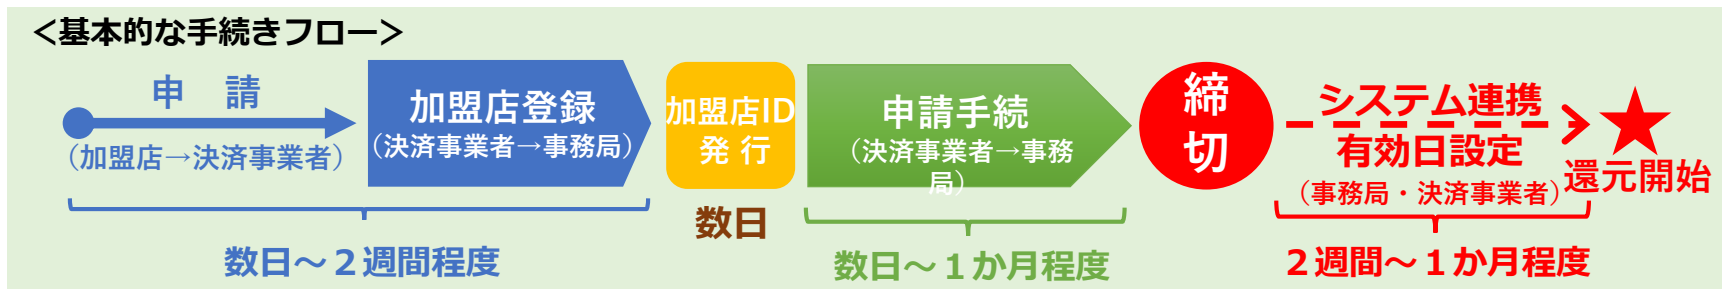 ＜基本的な手続きフロー＞
申　請
（加盟店→決済事業者）
加盟店登録
（決済事業者→事務局）
数日～２週間程度
加盟店ID
発 行
数日
申請手続
（決済事業者→事務
局）
数日～１か月程度
締
切
システム連携
有効日設定
（事務局・決済事業者）
２週間～１か月程度
還元開始